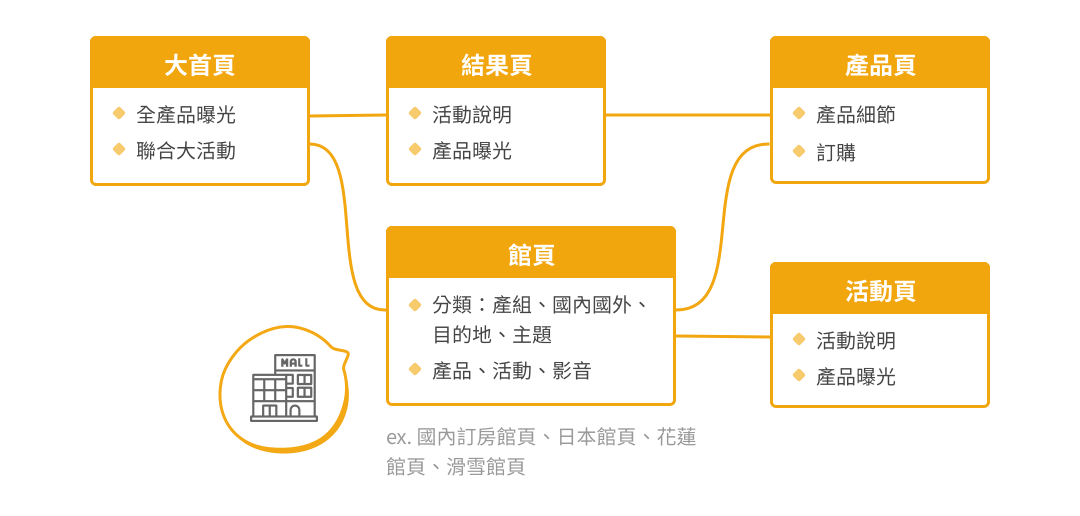 大首頁
全產品曝光
聯合大活動
結果頁
活動說明
產品曝光
產品頁
產品細節
訂購
館頁
分類：產組、國內國外、
目的地、主題
產品、活動、影音
活動頁
活動說明
產品曝光
MALL
ex. 國內訂房館頁、日本館頁、花蓮
館頁、滑雪館頁